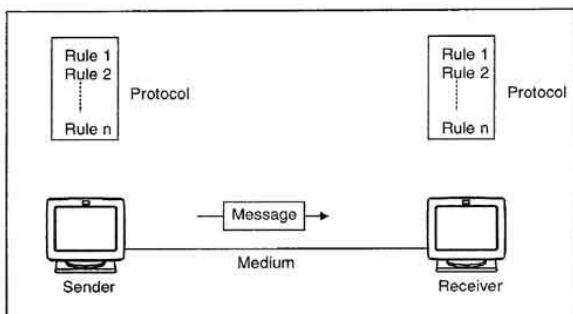 Rule 1
Rule 2
Rule n
Protocol
Rule 1
Rule 2
Rule n
Protocol
Message
Medium
Sender
Receiver